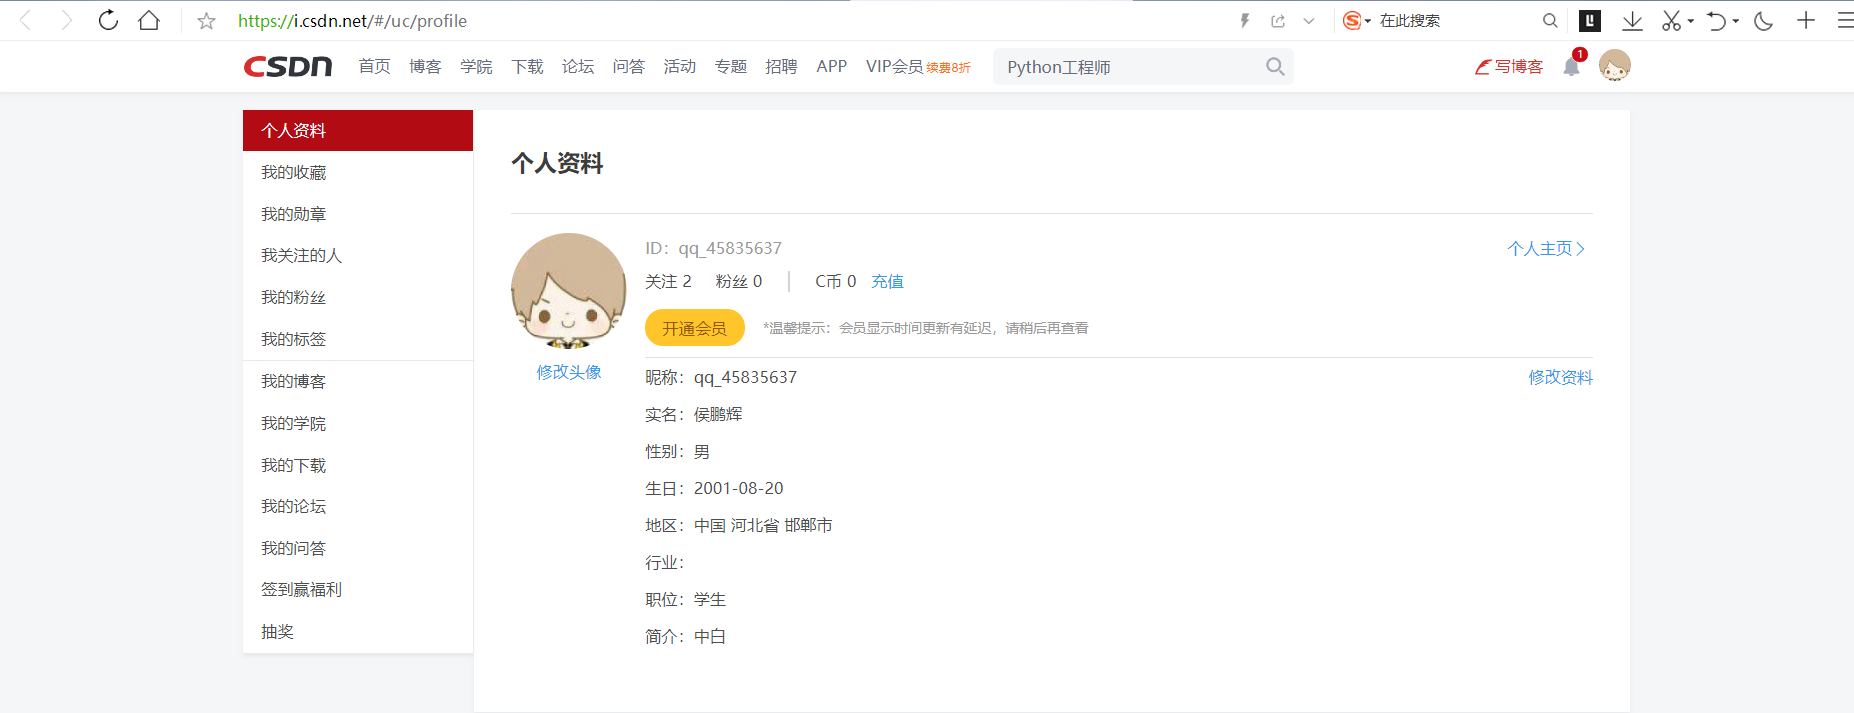 https://i.csdn.net/#/uc/profile
在此搜索
CSDN 首页 博客 学院 下载 论坛 问答 活动 专题 招聘 APP VIP会员 续费8折 Python工程师 写博客 1
个人资料
我的收藏
我的勋章
我关注的人
我的粉丝
我的标签
我的博客
我的学院
我的下载
我的论坛
我的问答
签到赢福利
抽奖
个人资料
ID：qq_45835637 个人主页
关注 2 粉丝 0 C币 0 充值
开通会员 *温馨提示：会员显示时间更新有延迟，请稍后再查看
修改头像
昵称：qq_45835637 修改资料
实名：侯鹏辉
性别：男
生日：2001-08-20
地区：中国 河北省 邯郸市
行业：
职位：学生
简介：中白